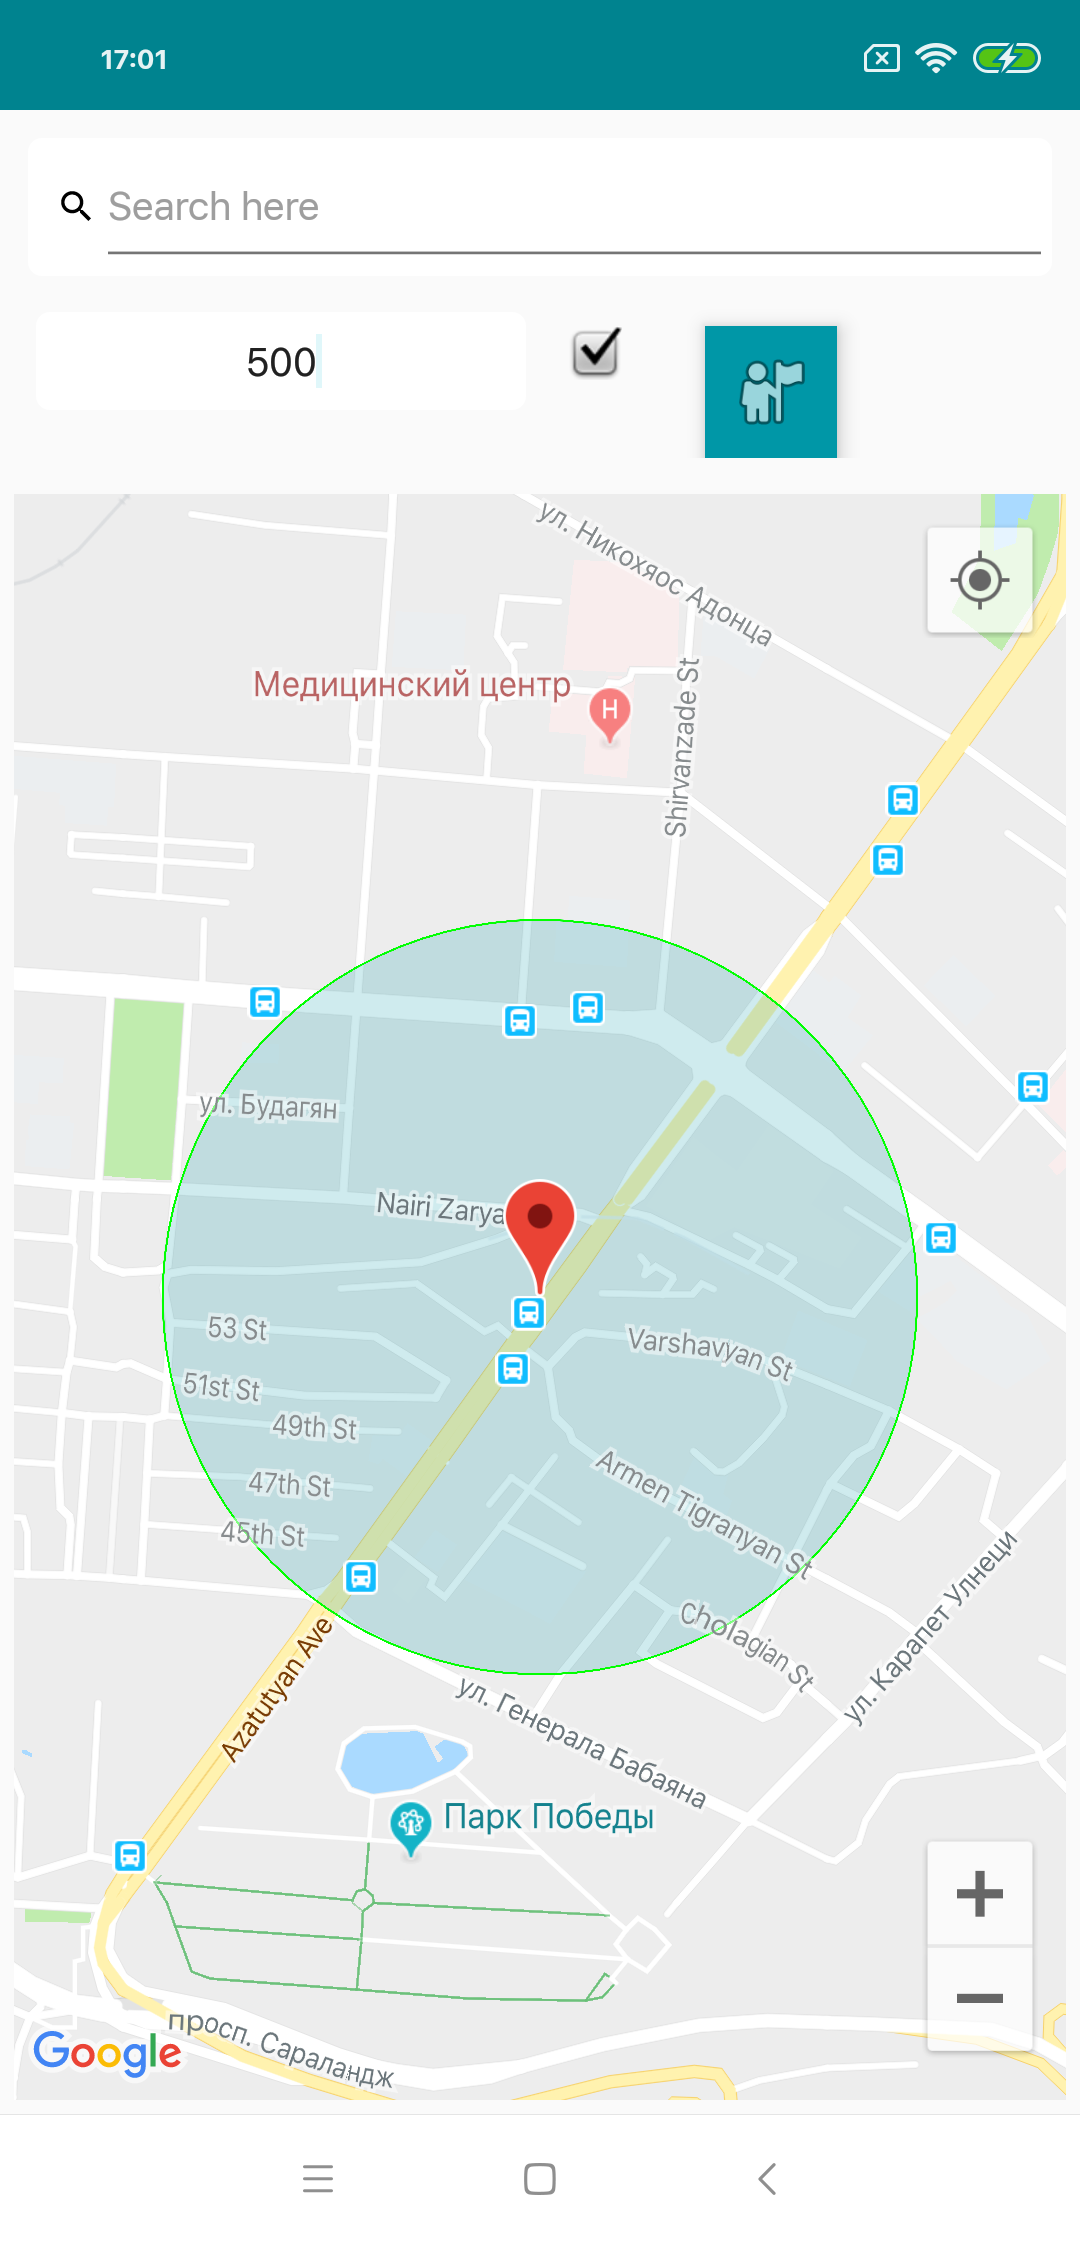 17:01
Search here
500
ул. Никохяос Адонца
Медицинский центр
H
Shirvanzade St
ул. Будагян
Nairi Zarya
53 St
Varshavyan St
51st St
49th St
47th St
Armen Tigranyan St
45th St
ул. Карапет Улнеци
Cholagian St
Azatutyan Ave
ул. Генерала Бабаяна
Парк Победы
просп. Сараландж
Google